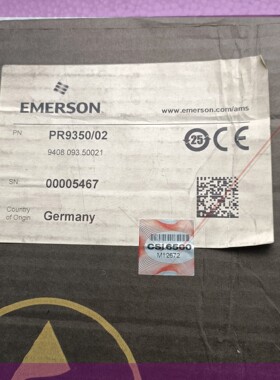 EMERSON
www.emerson.com/ams
PN PR9350/02
9408 093.50021
25 CE
SN 00005467
Country of Origin Germany
CSI 6500
M12672